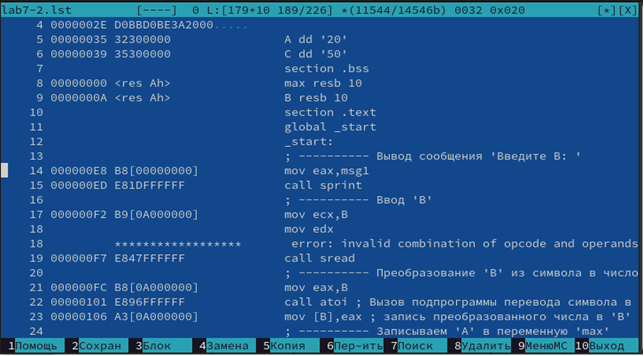 lab7-2.lst [----] 0 L:[179+10 189/226] *(11544/14546b) 0032 0x020 [*][X]
4 0000002E D0BBD0BE3A2000.....
5 00000035 32300000 A dd '20'
6 00000039 35300000 C dd '50'
7 section .bss
8 00000000 <res Ah> max resb 10
9 0000000A <res Ah> B resb 10
10 section .text
11 global _start
12 _start:
13 ; ---------- Вывод сообщения 'Введите B: '
14 000000E8 B8[00000000] mov eax,msg1
15 000000ED E81DFFFFFF call sprint
16 ; ---------- Ввод 'B'
17 000000F2 B9[0A000000] mov ecx,B
18 mov edx
18 ****************** error: invalid combination of opcode and operands
19 000000F7 E847FFFFFF call sread
20 ; ---------- Преобразование 'B' из символа в число
21 000000FC B8[0A000000] mov eax,B
22 00000101 E896FFFFFF call atoi ; Вызов подпрограммы перевода символа в
23 00000106 A3[0A000000] mov [B],eax ; запись преобразованного числа в 'B'
24 ; ---------- Записываем 'A' в переменную 'max'
1Помощь 2Сохран 3Блок 4Замена 5Копия 6Пер~ить 7Поиск 8Удалить 9МенюMC 10Выход